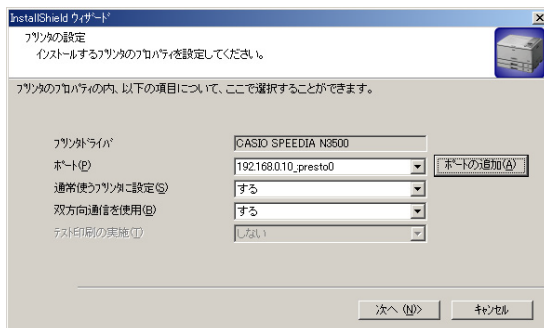 InstallShield ウィザード
プリンタの設定
インストールするプリンタのプロパティを設定してください。
プリンタのプロパティの内、以下の項目について、ここで選択することができます。
プリンタドライバ CASIO SPEEDIA N3500
ポート(P) 192.168.0.10_:presto0 ポートの追加(A)
通常使うプリンタに設定(S) する
双方向通信を使用(B) する
テスト印刷の実施(T) しない
次へ (N)> キャンセル